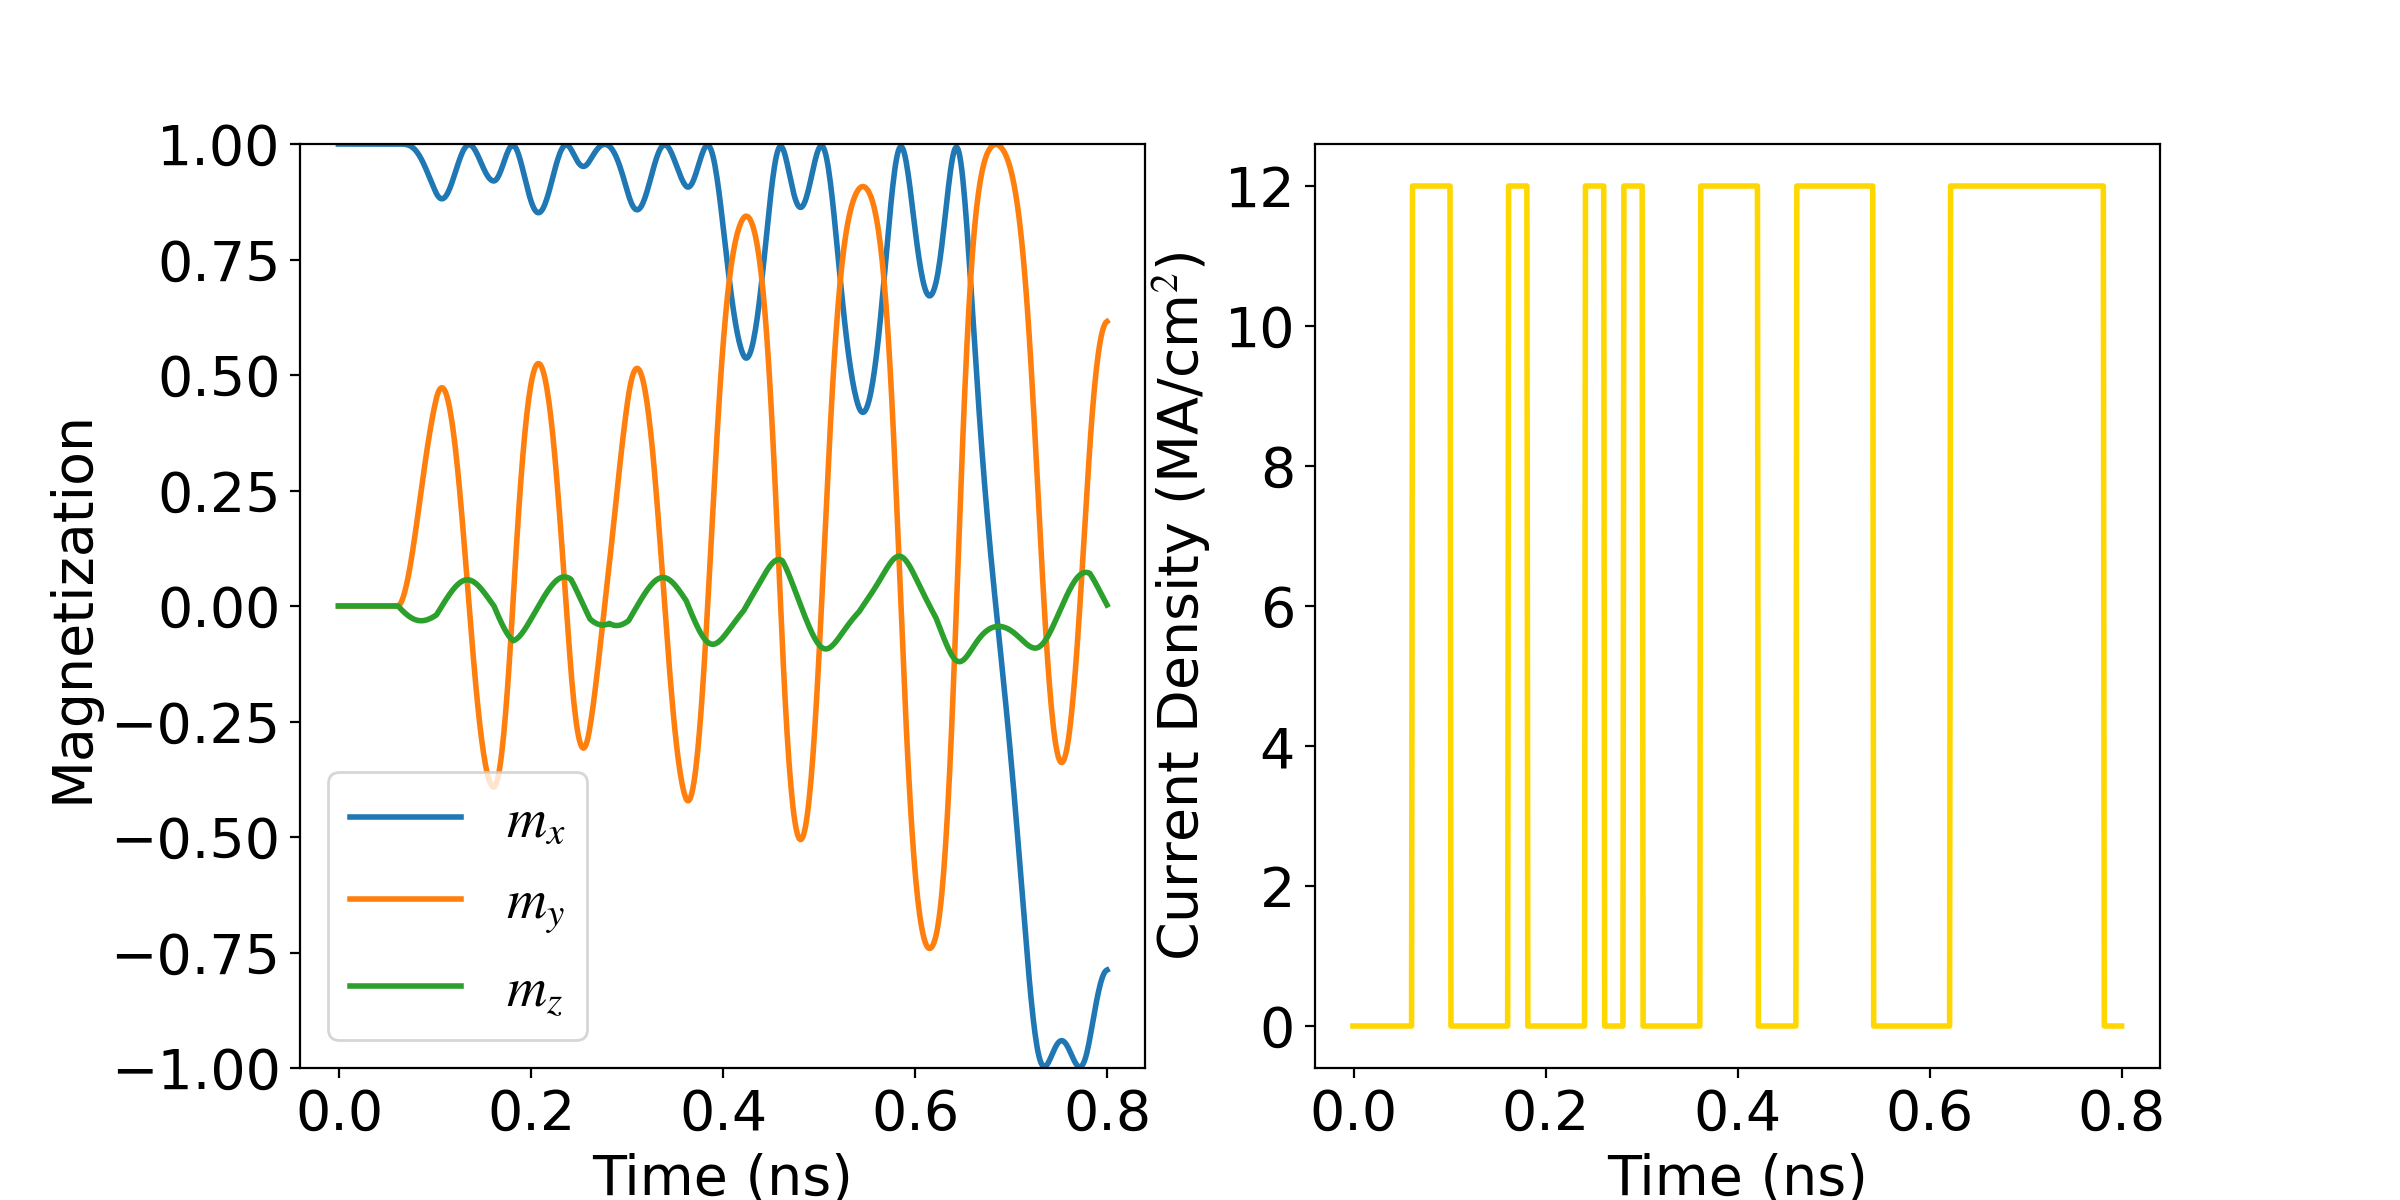 Magnetization
1.00
0.75
0.50
0.25
0.00
−0.25
−0.50
−0.75
−1.00
m_x
m_y
m_z
0.0 0.2 0.4 0.6 0.8
Time (ns)
Current Density (MA/cm²)
12
10
8
6
4
2
0
0.0 0.2 0.4 0.6 0.8
Time (ns)